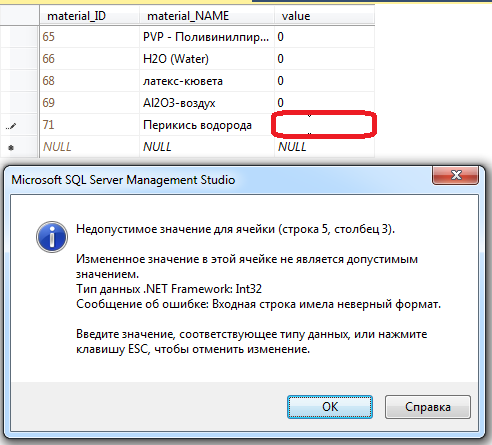 material_ID material_NAME value
65 PVP - Поливинилпир... 0
66 H2O (Water) 0
68 латекс-кювета 0
69 Al2O3-воздух 0
71 Перикись водорода
NULL NULL NULL
Microsoft SQL Server Management Studio
Недопустимое значение для ячейки (строка 5, столбец 3).
Измененное значение в этой ячейке не является допустимым
значением.
Тип данных .NET Framework: Int32
Сообщение об ошибке: Входная строка имела неверный формат.
Введите значение, соответствующее типу данных, или нажмите
клавишу ESC, чтобы отменить изменение.
OK Справка